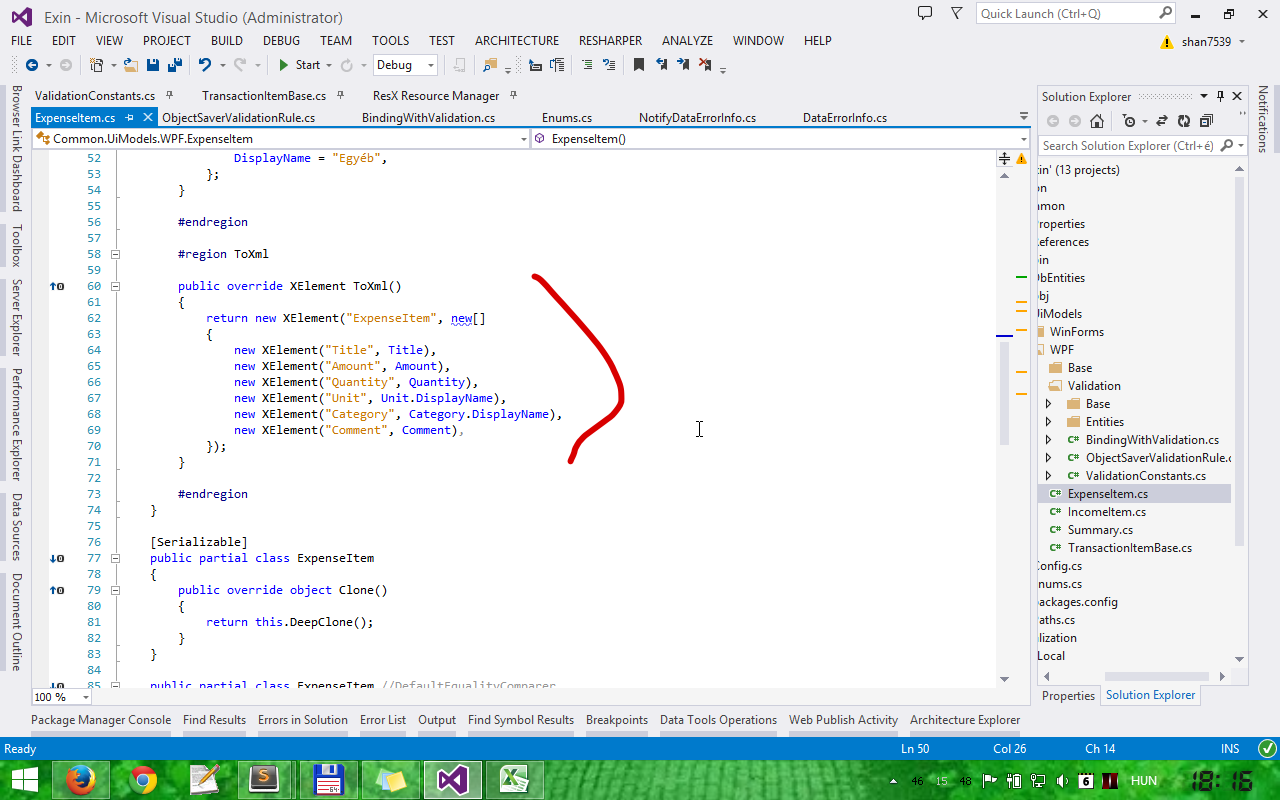 Exin - Microsoft Visual Studio (Administrator)
Quick Launch (Ctrl+Q)
FILE EDIT VIEW PROJECT BUILD DEBUG TEAM TOOLS TEST ARCHITECTURE RESHARPER ANALYZE WINDOW HELP
shan7539
Start Debug
ValidationConstants.cs TransactionItemBase.cs ResX Resource Manager
ExpenseItem.cs ObjectSaverValidationRule.cs BindingWithValidation.cs Enums.cs NotifyDataErrorInfo.cs DataErrorInfo.cs
Common.UiModels.WPF.ExpenseItem ExpenseItem()
52 DisplayName = "Egyéb",
53 };
54 }
55
56 #endregion
57
58 #region ToXml
59
60 public override XElement ToXml()
61 {
62 return new XElement("ExpenseItem", new[]
63 {
64 new XElement("Title", Title),
65 new XElement("Amount", Amount),
66 new XElement("Quantity", Quantity),
67 new XElement("Unit", Unit.DisplayName),
68 new XElement("Category", Category.DisplayName),
69 new XElement("Comment", Comment),
70 });
71 }
72
73 #endregion
74 }
75
76 [Serializable]
77 public partial class ExpenseItem
78 {
79 public override object Clone()
80 {
81 return this.DeepClone();
82 }
83 }
84
85 public partial class ExpenseItem //DefaultEqualityComparer
100 %
Browser Link Dashboard
Toolbox
Server Explorer
Performance Explorer
Data Sources
Document Outline
Solution Explorer
Search Solution Explorer (Ctrl+é)
xin' (13 projects)
on
mmon
roperties
eferences
in
bEntities
bj
iModels
WinForms
WPF
Base
Validation
Base
Entities
BindingWithValidation.cs
ObjectSaverValidationRule.c
ValidationConstants.cs
ExpenseItem.cs
IncomeItem.cs
Summary.cs
TransactionItemBase.cs
onfig.cs
nums.cs
ackages.config
aths.cs
lization
Local
Properties Solution Explorer
Notifications
Package Manager Console Find Results Errors in Solution Error List Output Find Symbol Results Breakpoints Data Tools Operations Web Publish Activity Architecture Explorer
Ready Ln 50 Col 26 Ch 14 INS
46 15 48 6 HUN 18:16